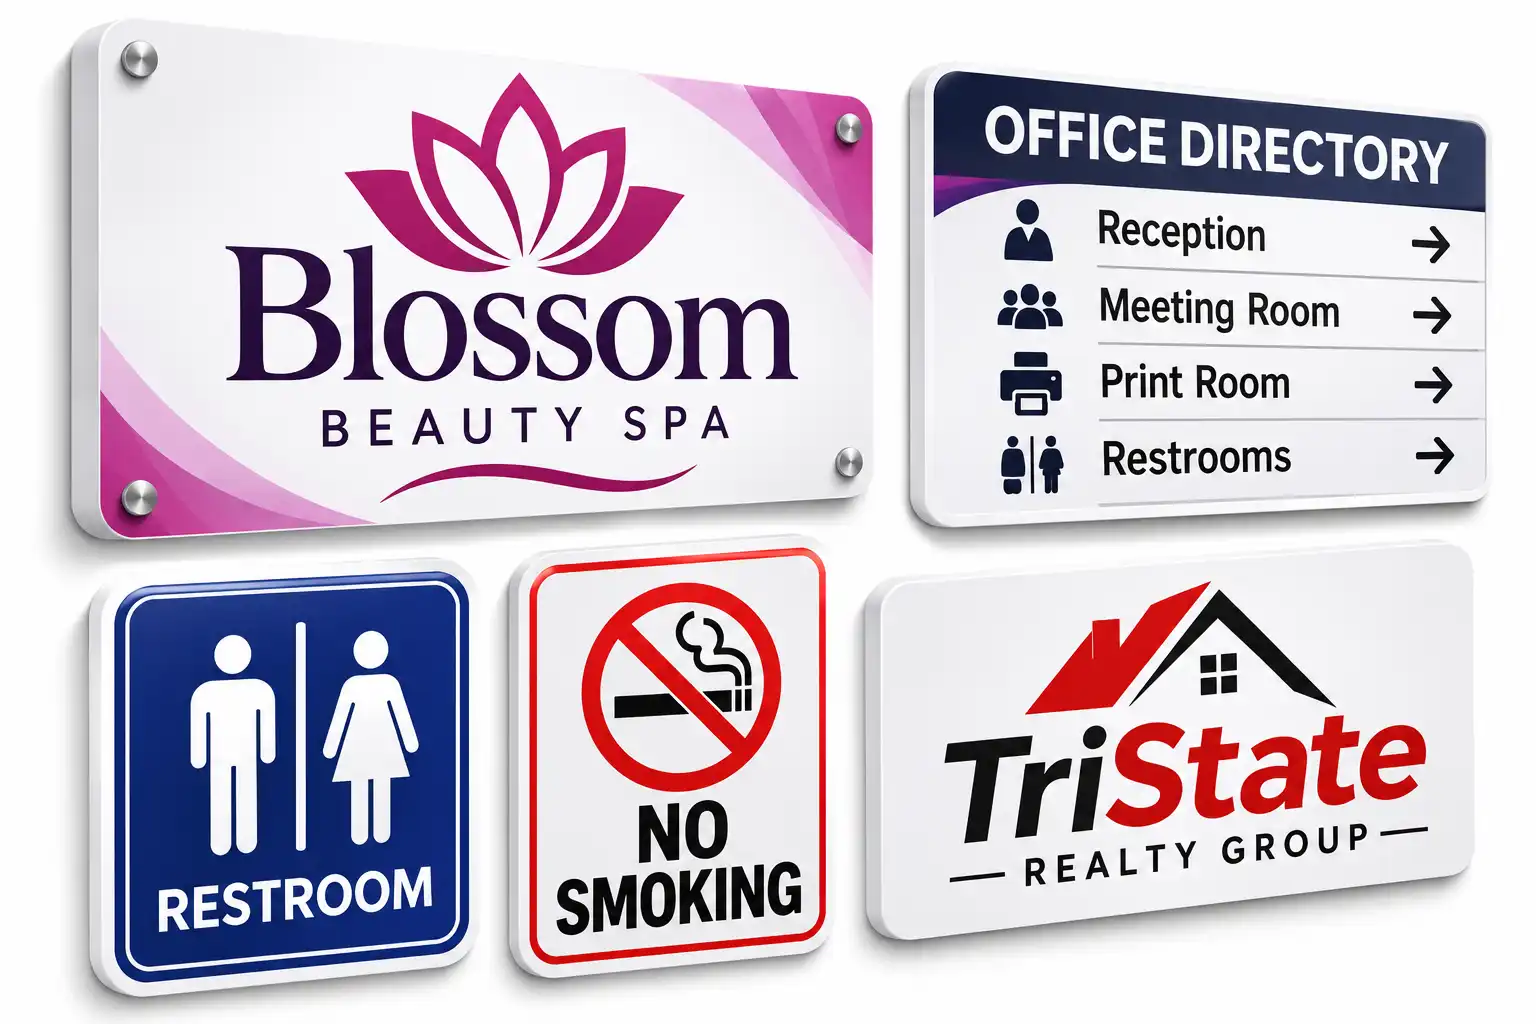 Blossom
BEAUTY SPA
OFFICE DIRECTORY
Reception
Meeting Room
Print Room
Restrooms
RESTROOM
NO
SMOKING
TriState
REALTY GROUP